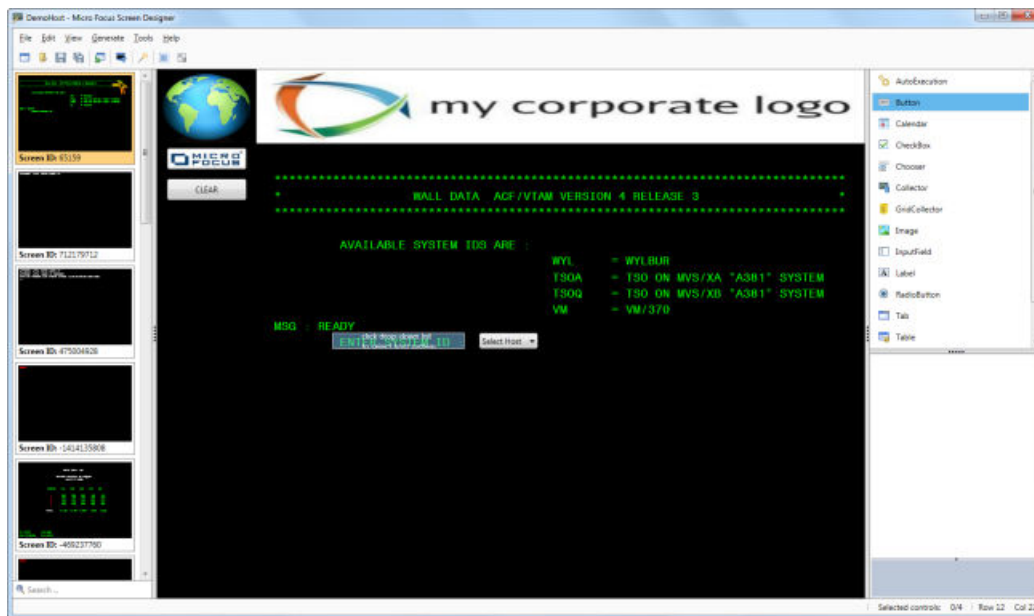 DemoHost - Micro Focus Screen Designer
File Edit View Generate Tools Help
Screen ID: 65159
Screen ID: 712179712
Screen ID: 475004928
Screen ID: -1414135808
Screen ID: -469237760
Search...
my corporate logo
MICRO FOCUS
CLEAR
* WALL DATA ACF/VTAM VERSION 4 RELEASE 3 *
AVAILABLE SYSTEM IDS ARE :
WYL = WYLBUR
TSOA = TSO ON MVS/XA "A381" SYSTEM
TSOQ = TSO ON MVS/XB "A381" SYSTEM
VM = VM/370
MSG : READY
ENTER SYSTEM ID
Select Host
AutoExecution
Button
Calendar
CheckBox
Chooser
Collector
GridCollector
Image
InputField
Label
RadioButton
Tab
Table
Selected controls: 0/4 Row 12